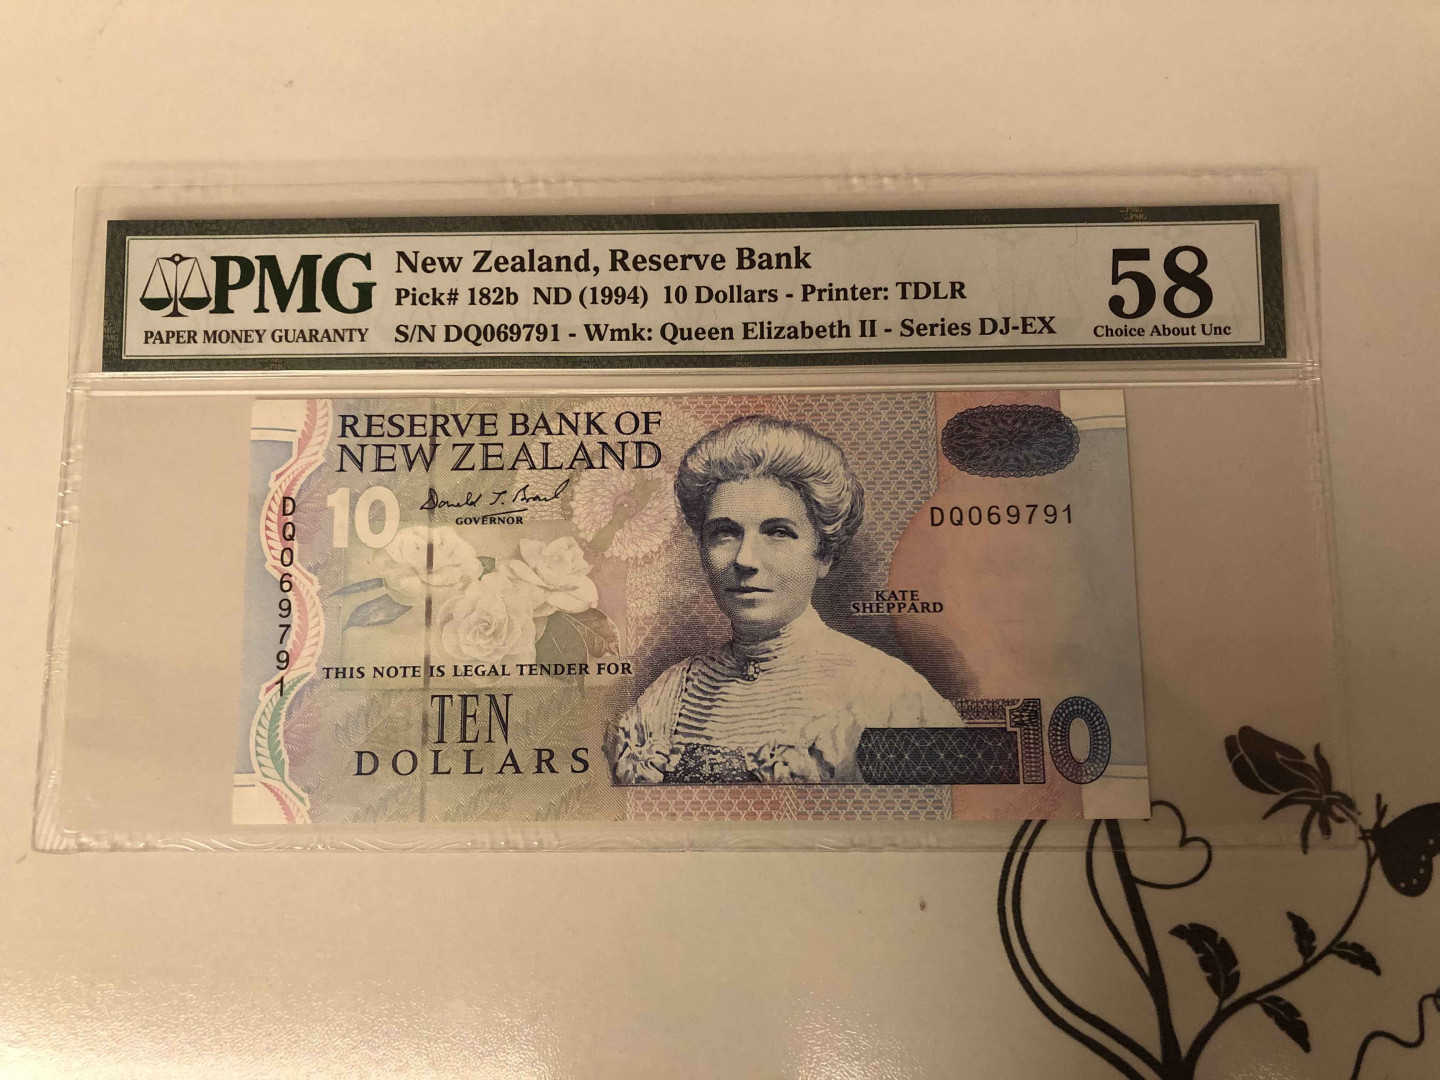 PMG
PAPER MONEY GUARANTY
New Zealand, Reserve Bank
Pick# 182b ND (1994) 10 Dollars - Printer: TDLR
S/N DQ069791 - Wmk: Queen Elizabeth II - Series DJ-EX
58
Choice About Unc
RESERVE BANK OF
NEW ZEALAND
10
Donald T. Brash
GOVERNOR
DQ069791
DQ069791
KATE
SHEPPARD
THIS NOTE IS LEGAL TENDER FOR
TEN
DOLLARS
10